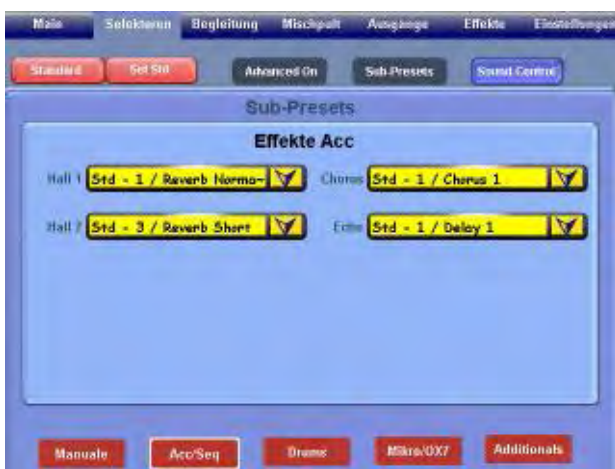 Main Selektoren Begleitung Mischpult Ausgänge Effekte Einstellungen
Standard Set Std Advanced On Sub-Presets Sound Control
Sub-Presets
Effekte Acc
Hall 1 Std - 1 / Reverb Norma~ Chorus Std - 1 / Chorus 1
Hall 2 Std - 3 / Reverb Short Echo Std - 1 / Delay 1
Manuale Acc/Seq Drums Mikro/OX7 Additionals